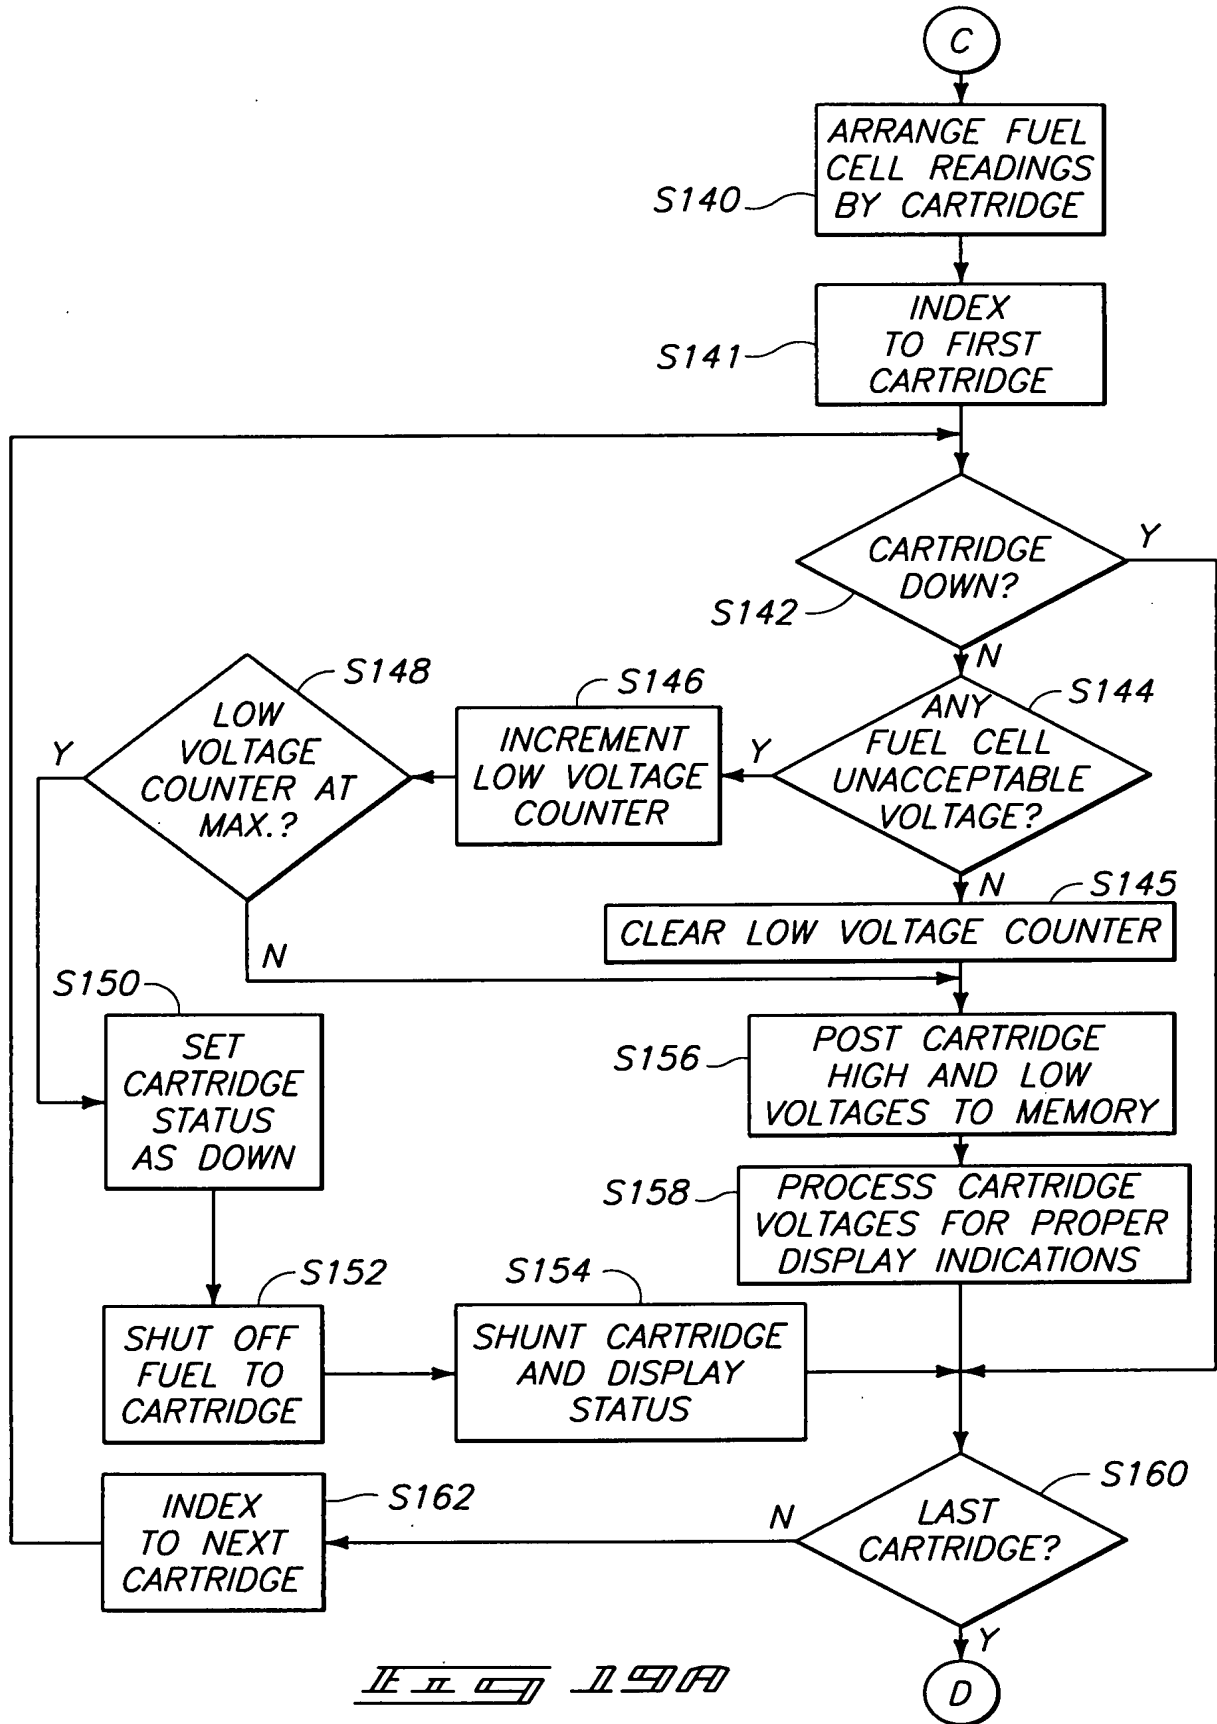 C
ARRANGE FUEL
CELL READINGS
BY CARTRIDGE
S140
INDEX
TO FIRST
CARTRIDGE
S141
CARTRIDGE
DOWN?
Y
S142
N
ANY
FUEL CELL
UNACCEPTABLE
VOLTAGE?
S144
Y
N
S146
INCREMENT
LOW VOLTAGE
COUNTER
S148
LOW
VOLTAGE
COUNTER AT
MAX.?
Y
N
S145
CLEAR LOW VOLTAGE COUNTER
S150
SET
CARTRIDGE
STATUS
AS DOWN
S156
POST CARTRIDGE
HIGH AND LOW
VOLTAGES TO MEMORY
S158
PROCESS CARTRIDGE
VOLTAGES FOR PROPER
DISPLAY INDICATIONS
S152
SHUT OFF
FUEL TO
CARTRIDGE
S154
SHUNT CARTRIDGE
AND DISPLAY
STATUS
S160
LAST
CARTRIDGE?
N
Y
S162
INDEX
TO NEXT
CARTRIDGE
D
Fig 19A